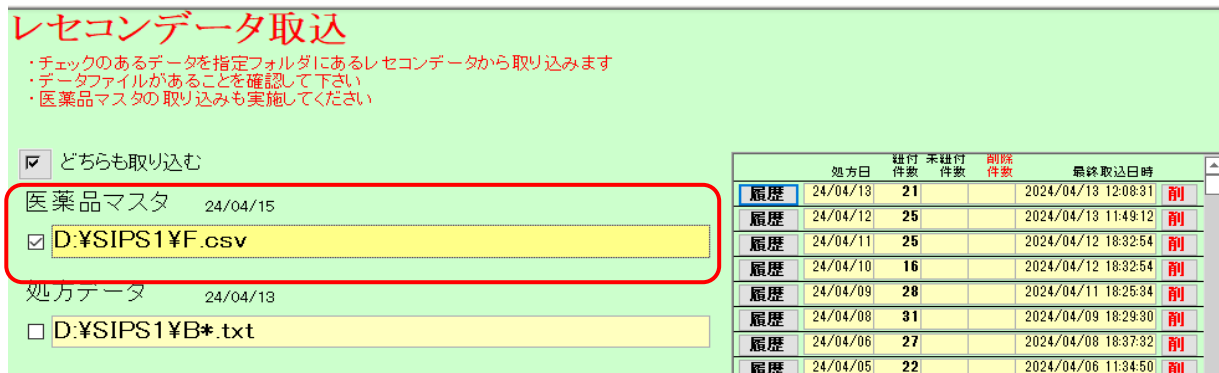 レセコンデータ取込
・チェックのあるデータを指定フォルダにあるレセコンデータから取り込みます
・データファイルがあることを確認して下さい
・医薬品マスタの取り込みも実施してください
どちらも取り込む
医薬品マスタ 24/04/15
D:¥SIPS1¥F.csv
処方データ 24/04/13
D:¥SIPS1¥B*.txt
処方日 紐付件数 未紐付件数 削除件数 最終取込日時
履歴 24/04/13 21 2024/04/13 12:08:31 削
履歴 24/04/12 25 2024/04/13 11:49:12 削
履歴 24/04/11 25 2024/04/12 18:32:54 削
履歴 24/04/10 16 2024/04/12 18:32:54 削
履歴 24/04/09 28 2024/04/11 18:25:34 削
履歴 24/04/08 31 2024/04/09 18:29:30 削
履歴 24/04/06 27 2024/04/08 18:37:32 削
履歴 24/04/05 22 2024/04/06 11:34:50 削